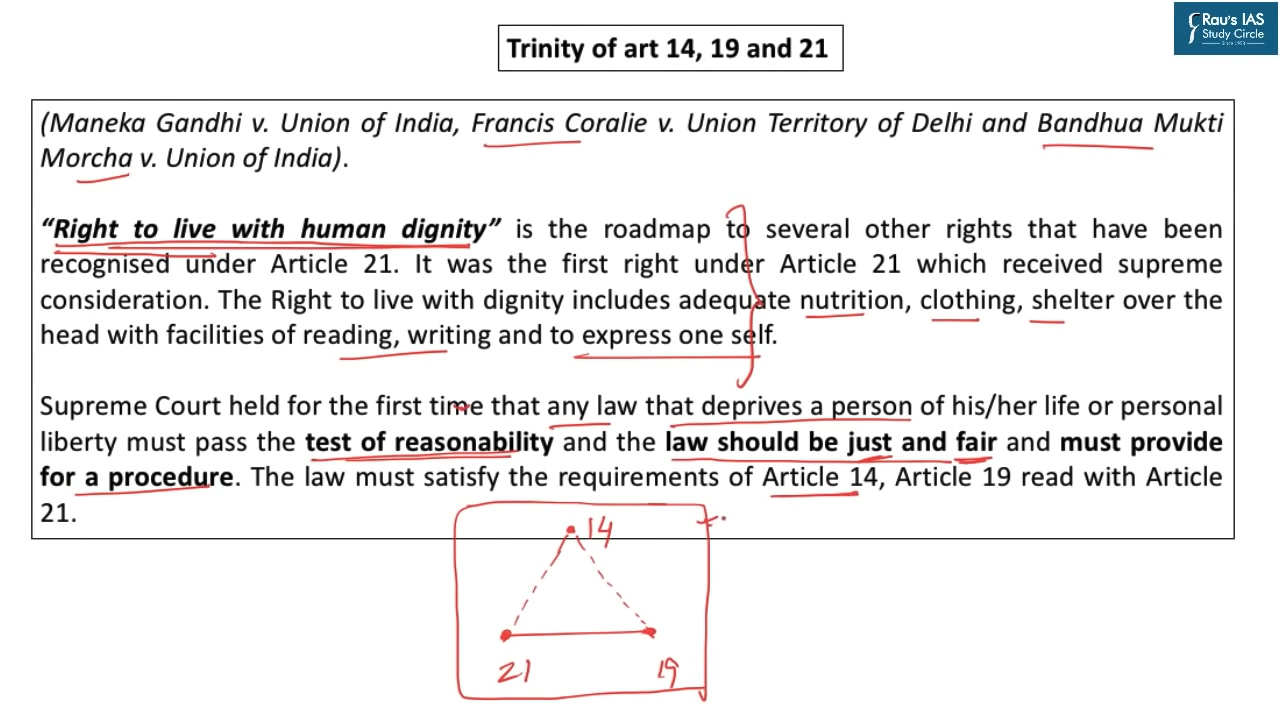 Rau's IAS
Study Circle
Since 1953
Trinity of art 14, 19 and 21
(Maneka Gandhi v. Union of India, Francis Coralie v. Union Territory of Delhi and Bandhua Mukti
Morcha v. Union of India).
“Right to live with human dignity” is the roadmap to several other rights that have been
recognised under Article 21. It was the first right under Article 21 which received supreme
consideration. The Right to live with dignity includes adequate nutrition, clothing, shelter over the
head with facilities of reading, writing and to express one self.
Supreme Court held for the first time that any law that deprives a person of his/her life or personal
liberty must pass the test of reasonability and the law should be just and fair and must provide
for a procedure. The law must satisfy the requirements of Article 14, Article 19 read with Article
21.
14
21 19